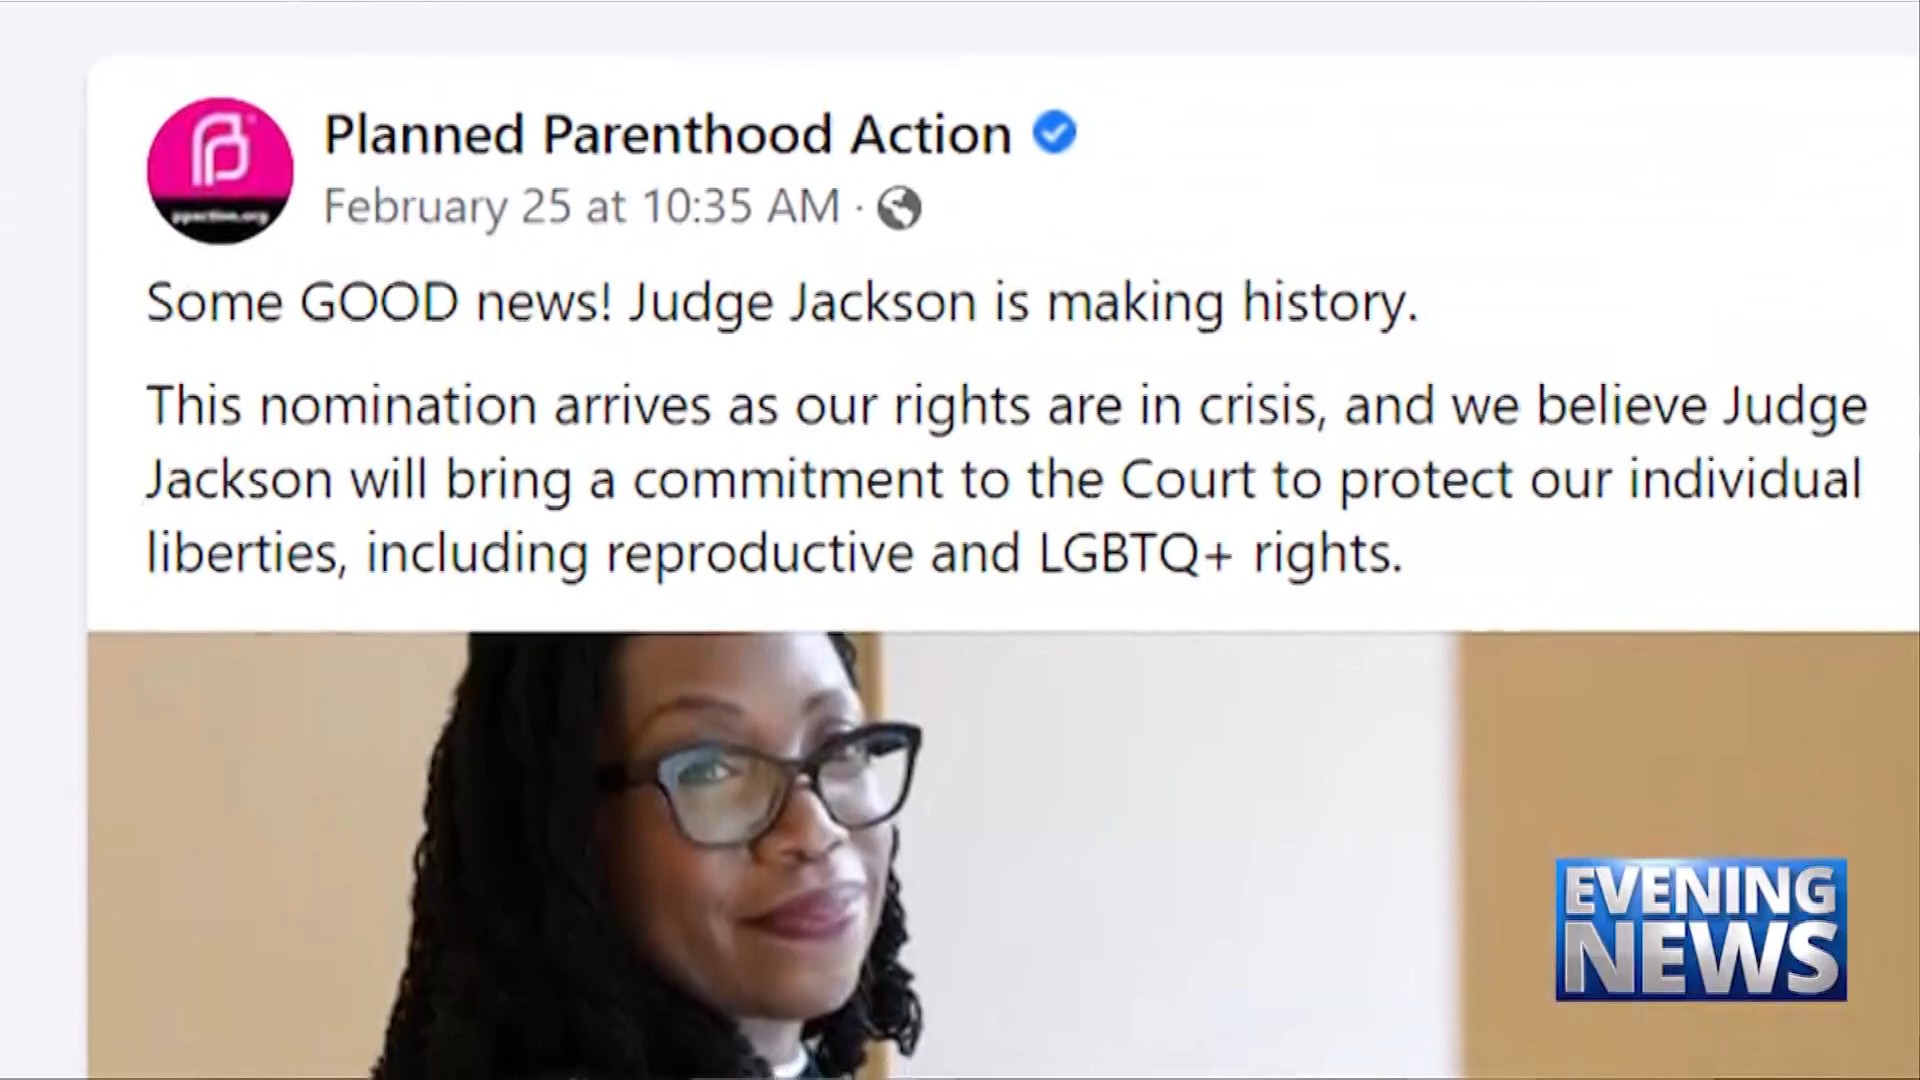 Planned Parenthood Action
February 25 at 10:35 AM ·
ppaction.org
Some GOOD news! Judge Jackson is making history.
This nomination arrives as our rights are in crisis, and we believe Judge
Jackson will bring a commitment to the Court to protect our individual
liberties, including reproductive and LGBTQ+ rights.
EVENING
NEWS